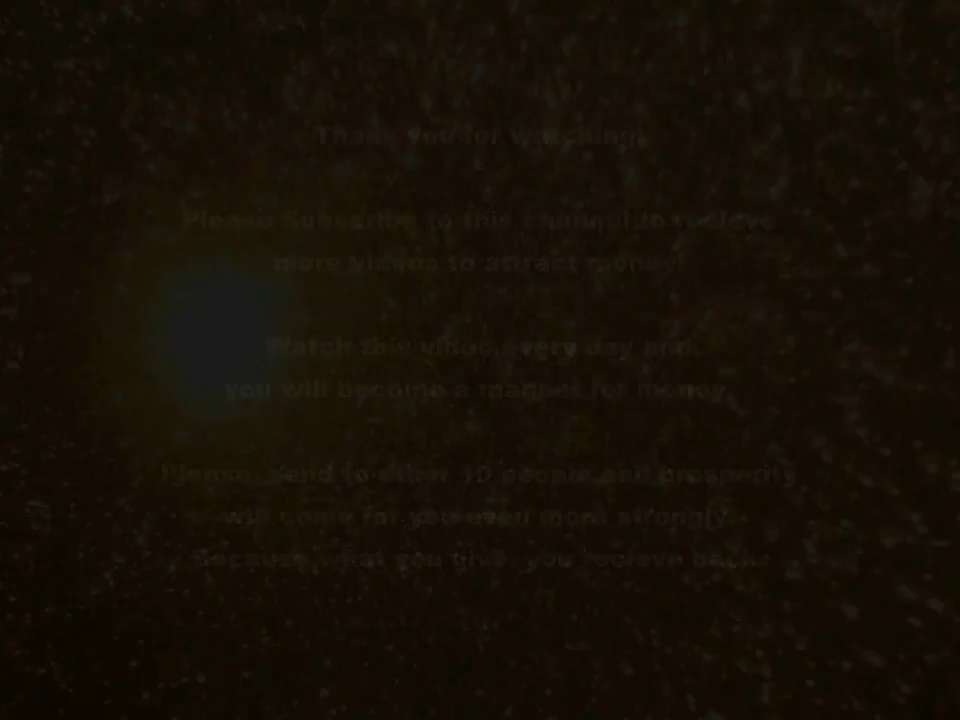 Thank you for watching!
Please Subscribe to this channel to recieve
more videos to attract money!
Watch this video every day and
you will become a magnet for money.
Please, send to other 10 people and prosperity
will come for you even more strongly.
Because what you give, you recieve back!